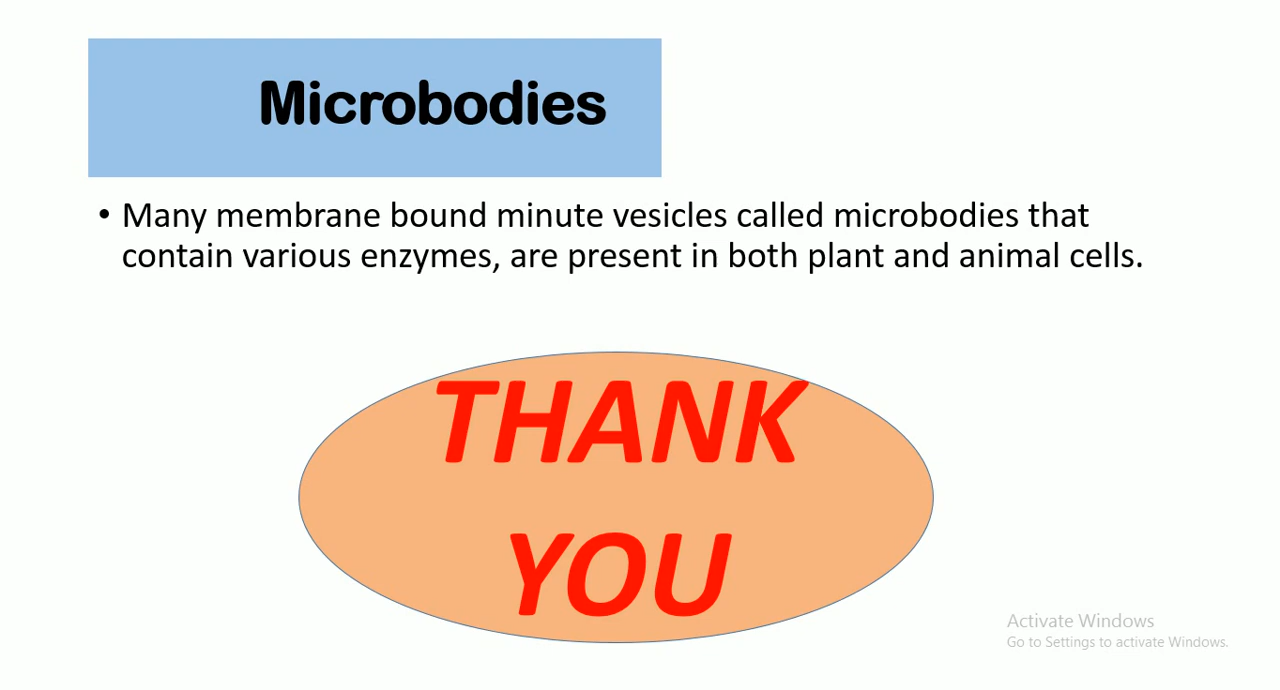 Microbodies
• Many membrane bound minute vesicles called microbodies that
contain various enzymes, are present in both plant and animal cells.
THANK
YOU
Activate Windows
Go to Settings to activate Windows.